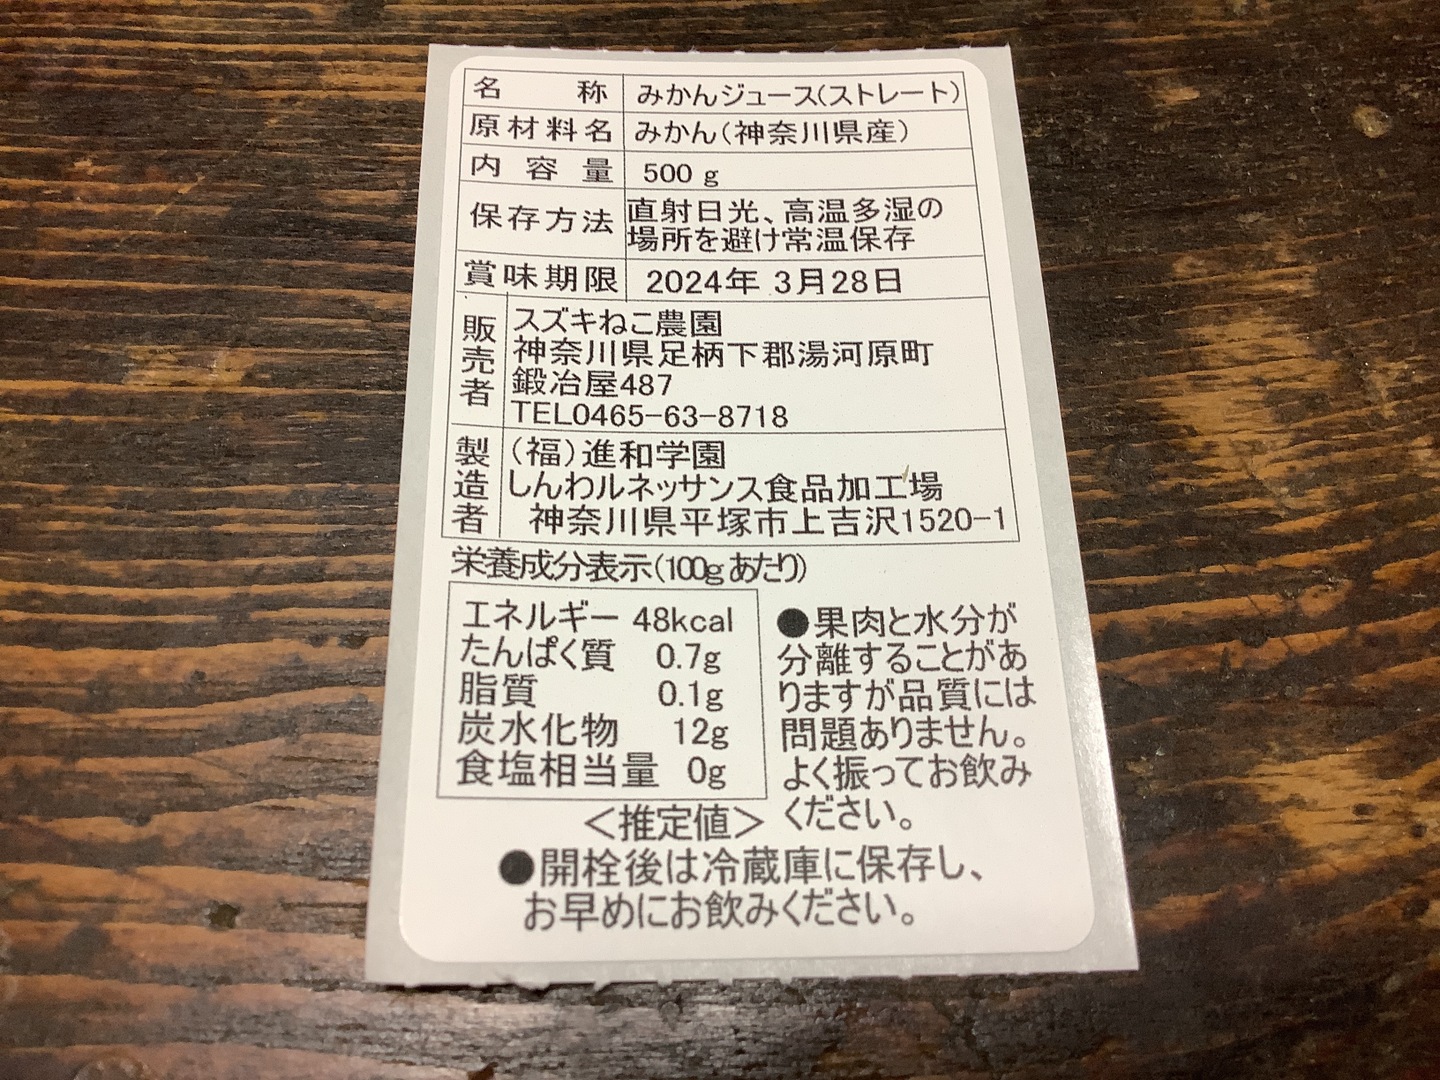 名称 みかんジュース(ストレート)
原材料名 みかん(神奈川県産)
内容量 500 g
保存方法 直射日光、高温多湿の
場所を避け常温保存
賞味期限 2024年 3月28日
販売者 スズキねこ農園
神奈川県足柄下郡湯河原町
鍛冶屋487
TEL0465-63-8718
製造者 (福)進和学園
しんわルネッサンス食品加工場
神奈川県平塚市上吉沢1520-1
栄養成分表示(100gあたり)
エネルギー 48kcal
たんぱく質 0.7g
脂質 0.1g
炭水化物 12g
食塩相当量 0g
<推定値>
●果肉と水分が
分離することがあ
りますが品質には
問題ありません。
よく振ってお飲み
ください。
●開栓後は冷蔵庫に保存し、
お早めにお飲みください。